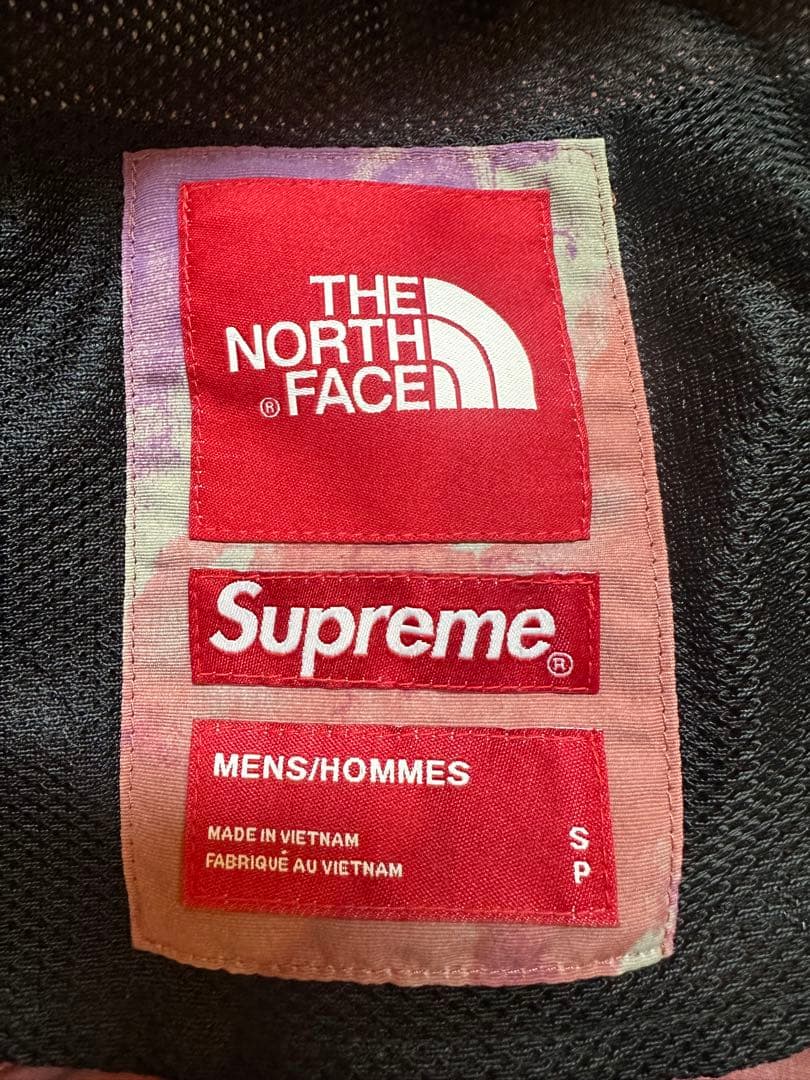 THE
NORTH
® FACE
Supreme®
MENS/HOMMES
MADE IN VIETNAM
FABRIQUÉ AU VIETNAM
S
P